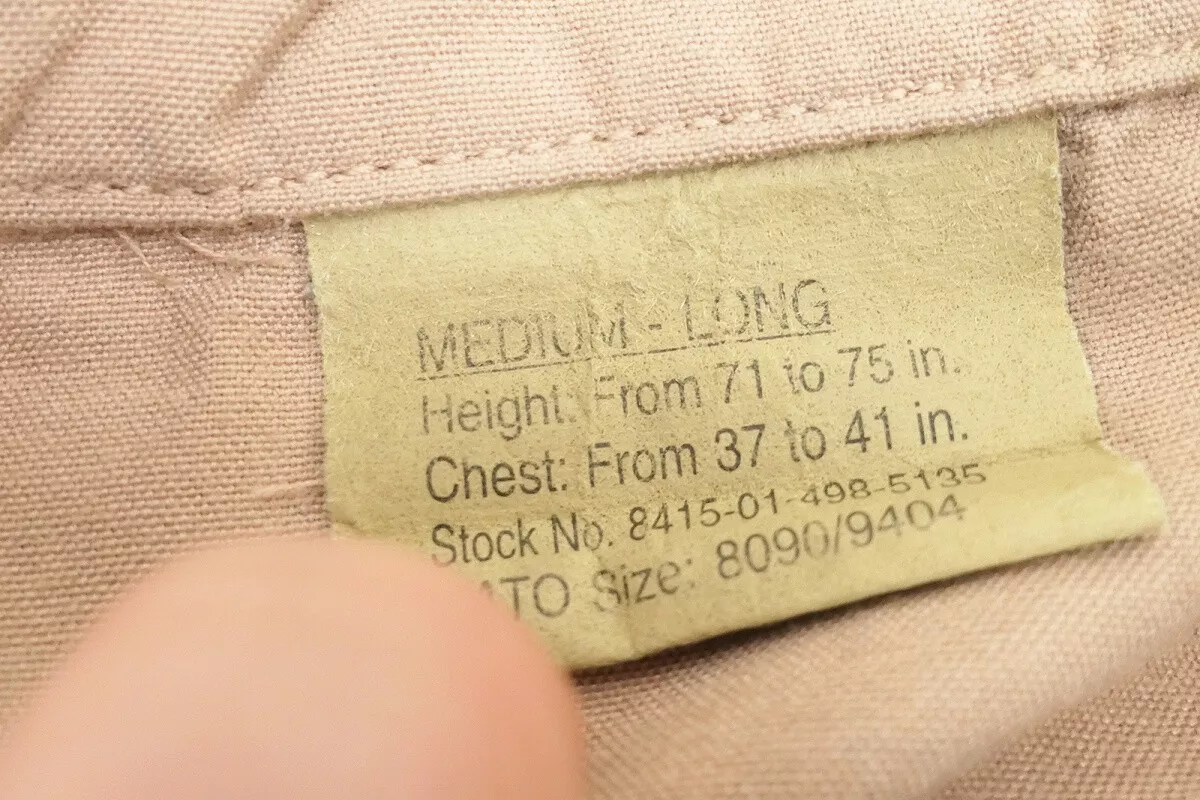 MEDIUM - LONG
Height: From 71 to 75 in.
Chest: From 37 to 41 in.
Stock No. 8415-01-498-5135
ATO Size: 8090/9404